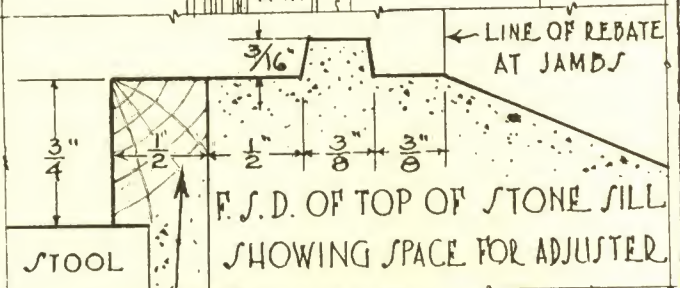 LINE OF REBATE
AT JAMBS
3/16"
3/4"
1/2"
1/2"
3/8"
3/8"
F. S. D. OF TOP OF STONE SILL
SHOWING SPACE FOR ADJUSTER
STOOL